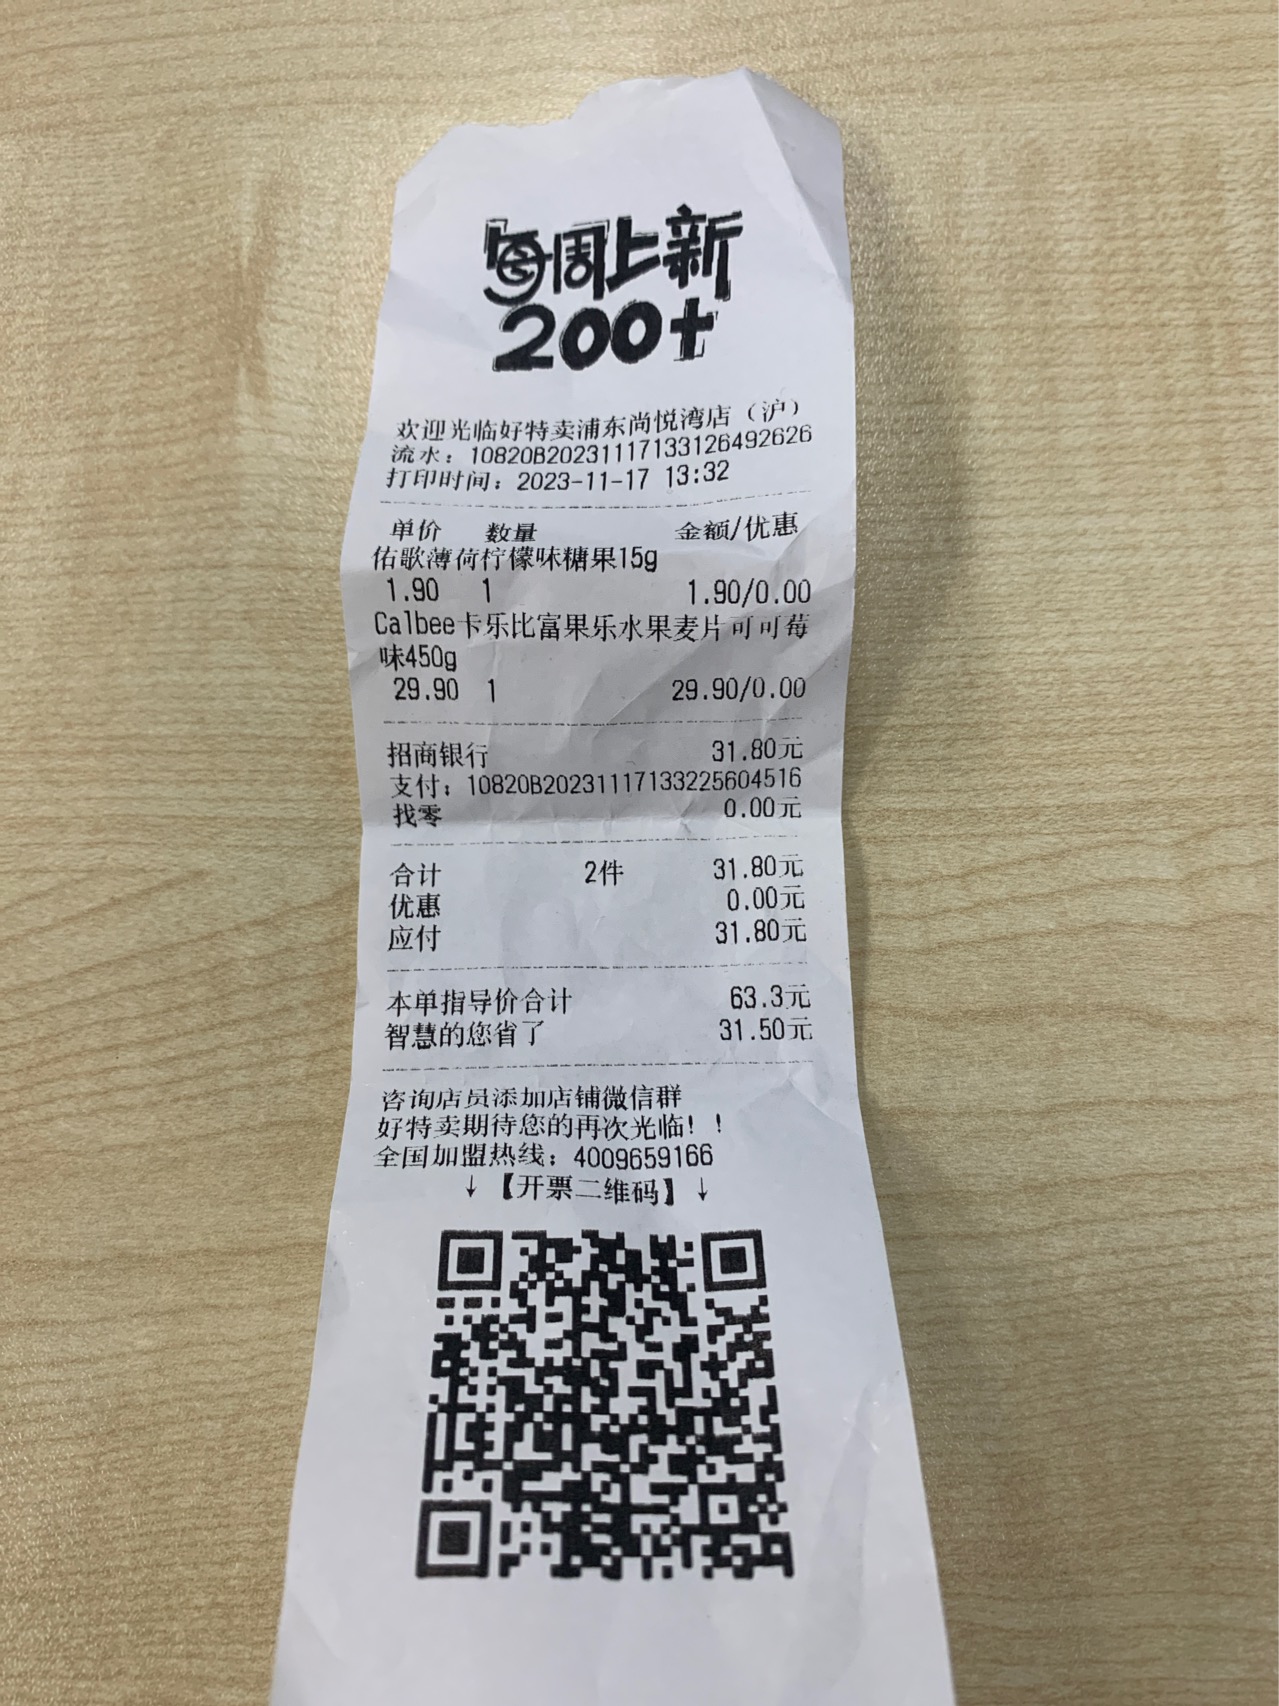 每周上新
200+
欢迎光临好特卖浦东尚悦湾店（沪）
流水：10820B20231117133126492626
打印时间：2023-11-17 13:32
单价 数量 金额/优惠
佑歌薄荷柠檬味糖果15g
1.90 1 1.90/0.00
Calbee卡乐比富果乐水果麦片可可莓
味450g
29.90 1 29.90/0.00
招商银行 31.80元
支付：10820B20231117133225604516
找零 0.00元
合计 2件 31.80元
优惠 0.00元
应付 31.80元
本单指导价合计 63.3元
智慧的您省了 31.50元
咨询店员添加店铺微信群
好特卖期待您的再次光临！！
全国加盟热线：4009659166
↓【开票二维码】↓